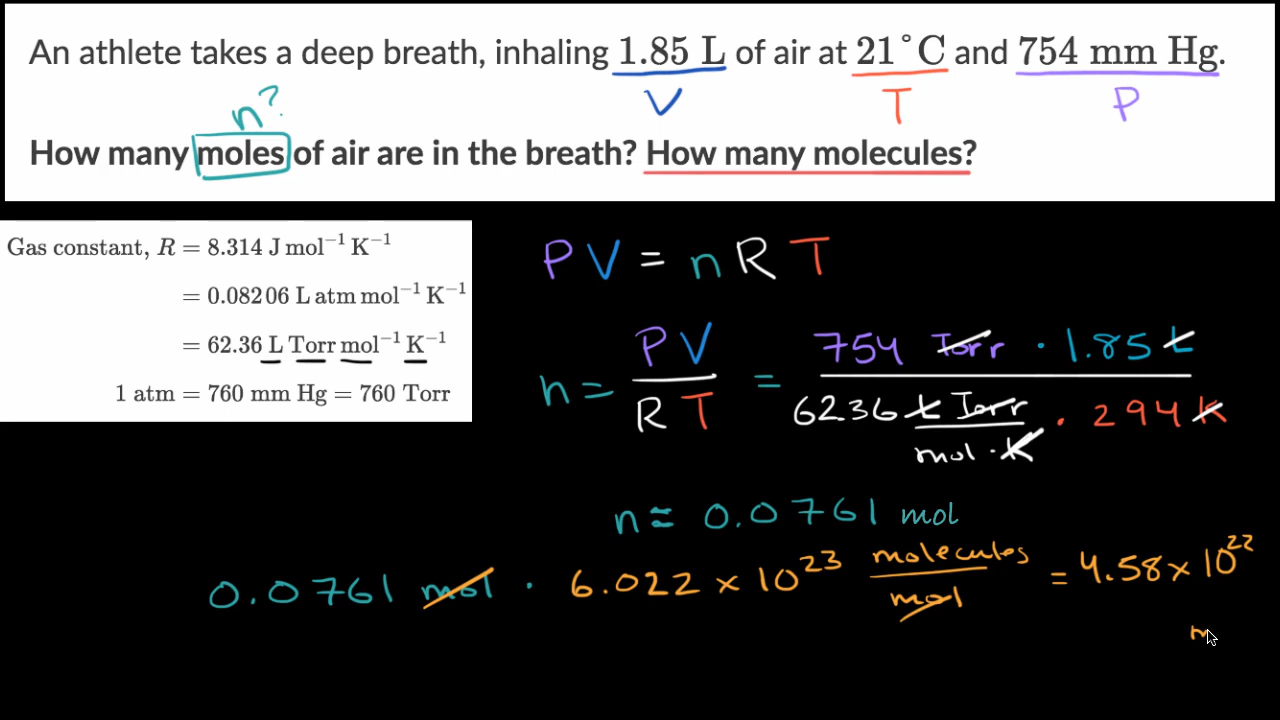 An athlete takes a deep breath, inhaling 1.85 L of air at 21°C and 754 mm Hg.
V T P
n?
How many moles of air are in the breath? How many molecules?
Gas constant, R = 8.314 J mol⁻¹ K⁻¹
= 0.08206 L atm mol⁻¹ K⁻¹
= 62.36 L Torr mol⁻¹ K⁻¹
1 atm = 760 mm Hg = 760 Torr
PV = nRT
n = PV / RT = 754 Torr · 1.85 L / 6236 L Torr / mol · K · 294 K
n ≈ 0.0761 mol
0.0761 mol · 6.022 x 10²³ molecules / mol = 4.58 x 10²²